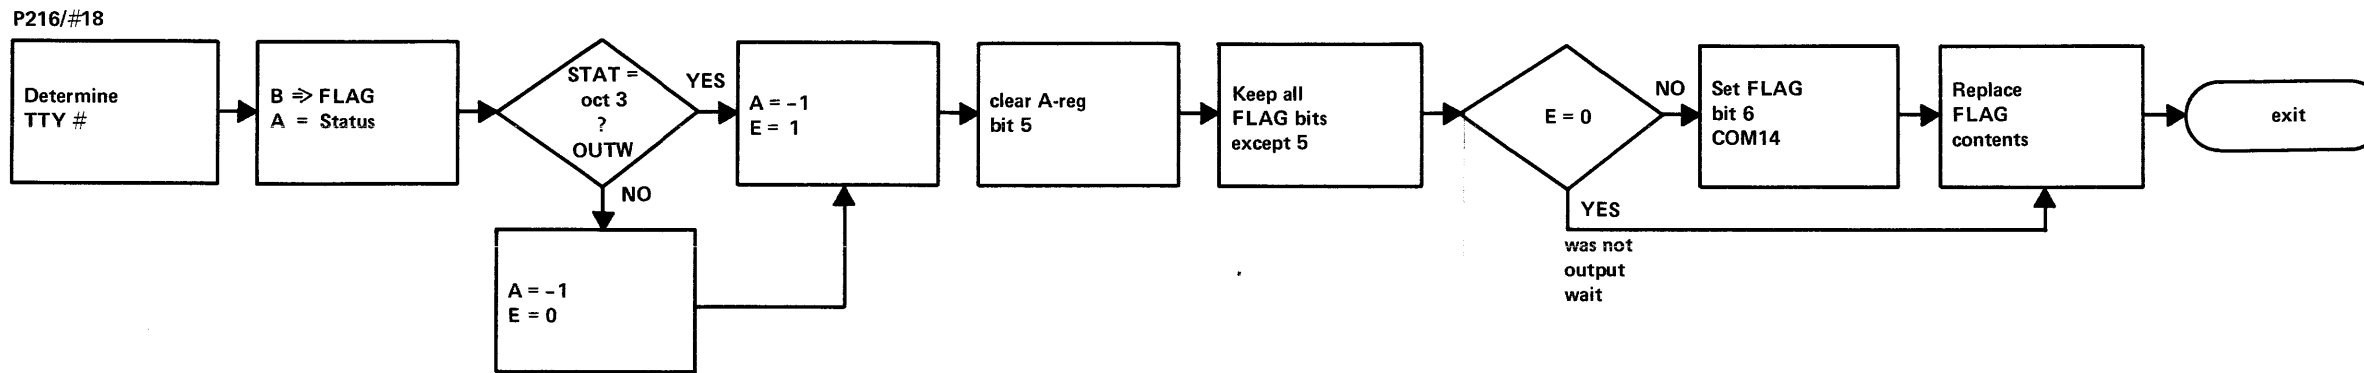 P216/#18
Determine
TTY #
B => FLAG
A = Status
STAT =
oct 3
?
OUTW
YES
NO
A = -1
E = 0
A = -1
E = 1
clear A-reg
bit 5
Keep all
FLAG bits
except 5
E = 0
NO
YES
was not
output
wait
Set FLAG
bit 6
COM14
Replace
FLAG
contents
exit